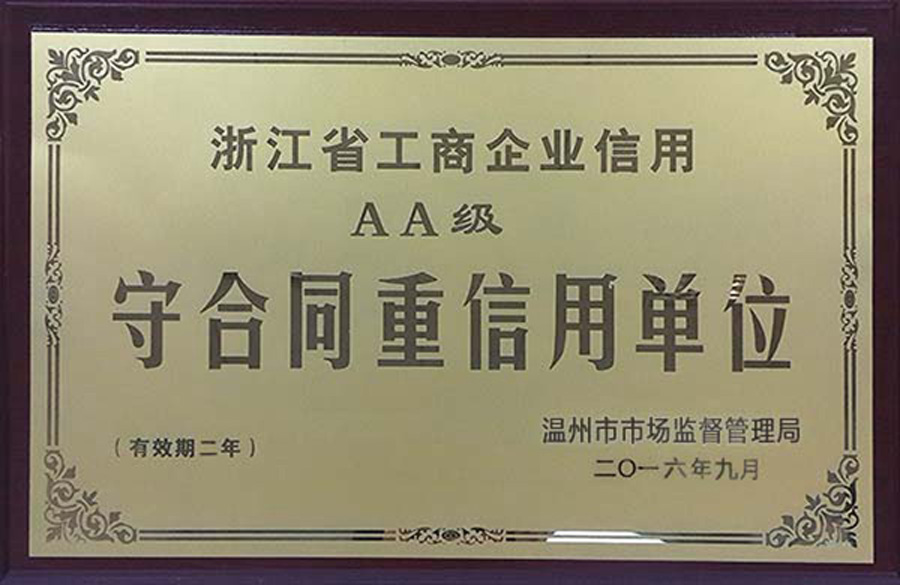 浙江省工商企业信用
AA级
守合同重信用单位
（有效期二年）
温州市市场监督管理局
二〇一六年九月